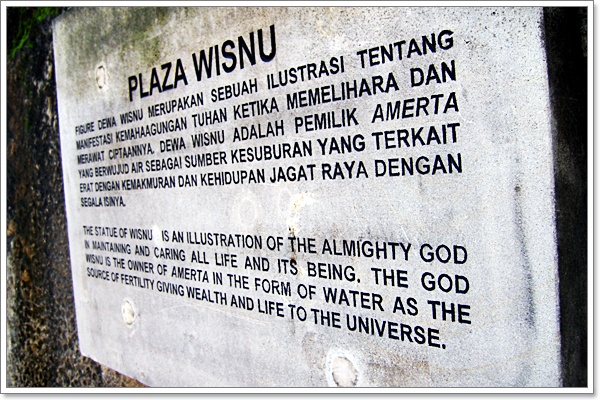 PLAZA WISNU
FIGURE DEWA WISNU MERUPAKAN SEBUAH ILUSTRASI TENTANG
MANIFESTASI KEMAHAAGUNGAN TUHAN KETIKA MEMELIHARA DAN
MERAWAT CIPTAANNYA. DEWA WISNU ADALAH PEMILIK AMERTA
YANG BERWUJUD AIR SEBAGAI SUMBER KESUBURAN YANG TERKAIT
ERAT DENGAN KEMAKMURAN DAN KEHIDUPAN JAGAT RAYA DENGAN
SEGALA ISINYA.
THE STATUE OF WISNU IS AN ILLUSTRATION OF THE ALMIGHTY GOD
IN MAINTANING AND CARING ALL LIFE AND ITS BEING. THE GOD
WISNU IS THE OWNER OF AMERTA IN THE FORM OF WATER AS THE
SOURCE OF FERTILITY GIVING WEALTH AND LIFE TO THE UNIVERSE.